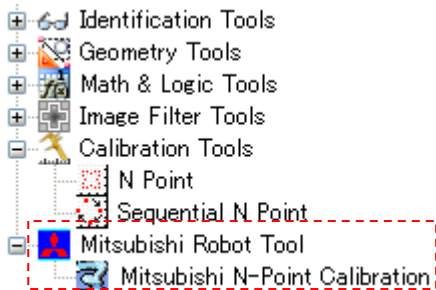 Identification Tools
Geometry Tools
Math & Logic Tools
Image Filter Tools
Calibration Tools
N Point
Sequential N Point
Mitsubishi Robot Tool
Mitsubishi N-Point Calibration